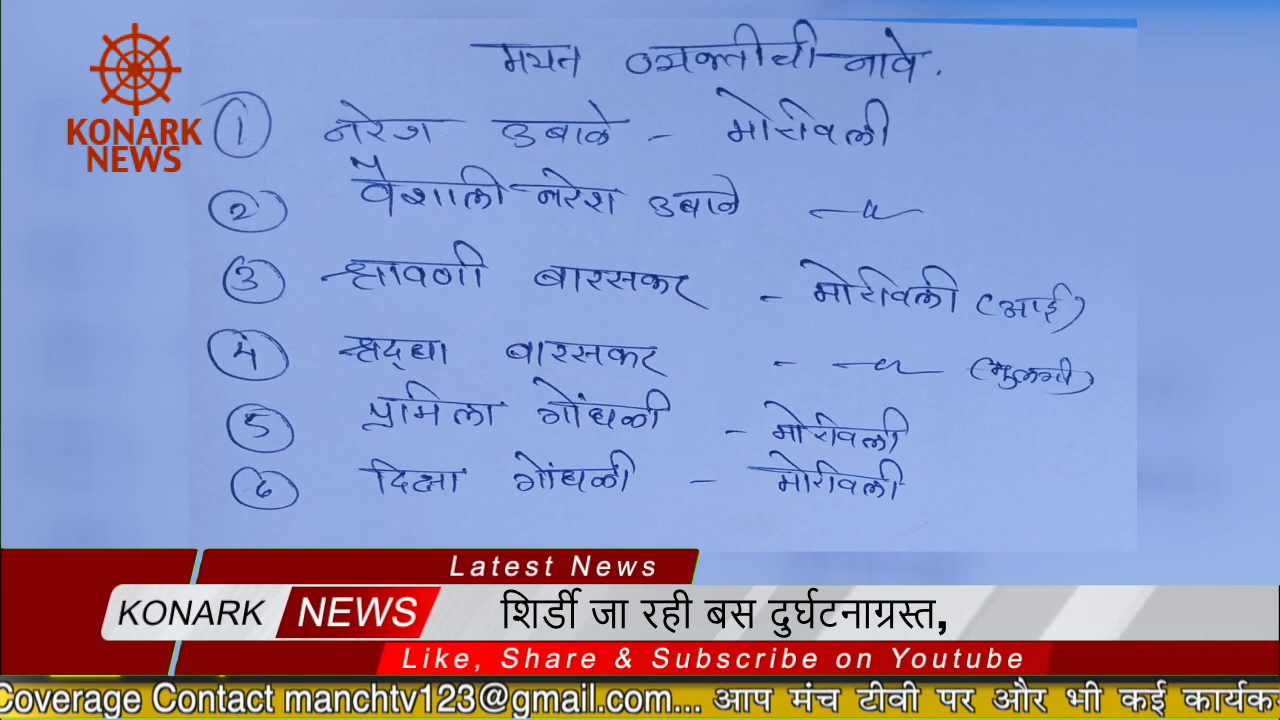 मयत व्यक्तीची नावे.
KONARK
NEWS
① नरेश उबाळे - मोरीवली
② वैशाली नरेश उबाळे —〃—
③ श्रावणी बारसकर - मोरीवली (आई)
④ श्रद्धा बारसकर - —〃— (मुलगी)
⑤ प्रमिला गोंधळी - मोरीवली
⑥ दिक्षा गोंधळी - मोरीवली
Latest News
KONARK NEWS शिर्डी जा रही बस दुर्घटनाग्रस्त,
Like, Share & Subscribe on Youtube
Coverage Contact manchtv123@gmail.com... आप मंच टीवी पर और भी कई कार्यक